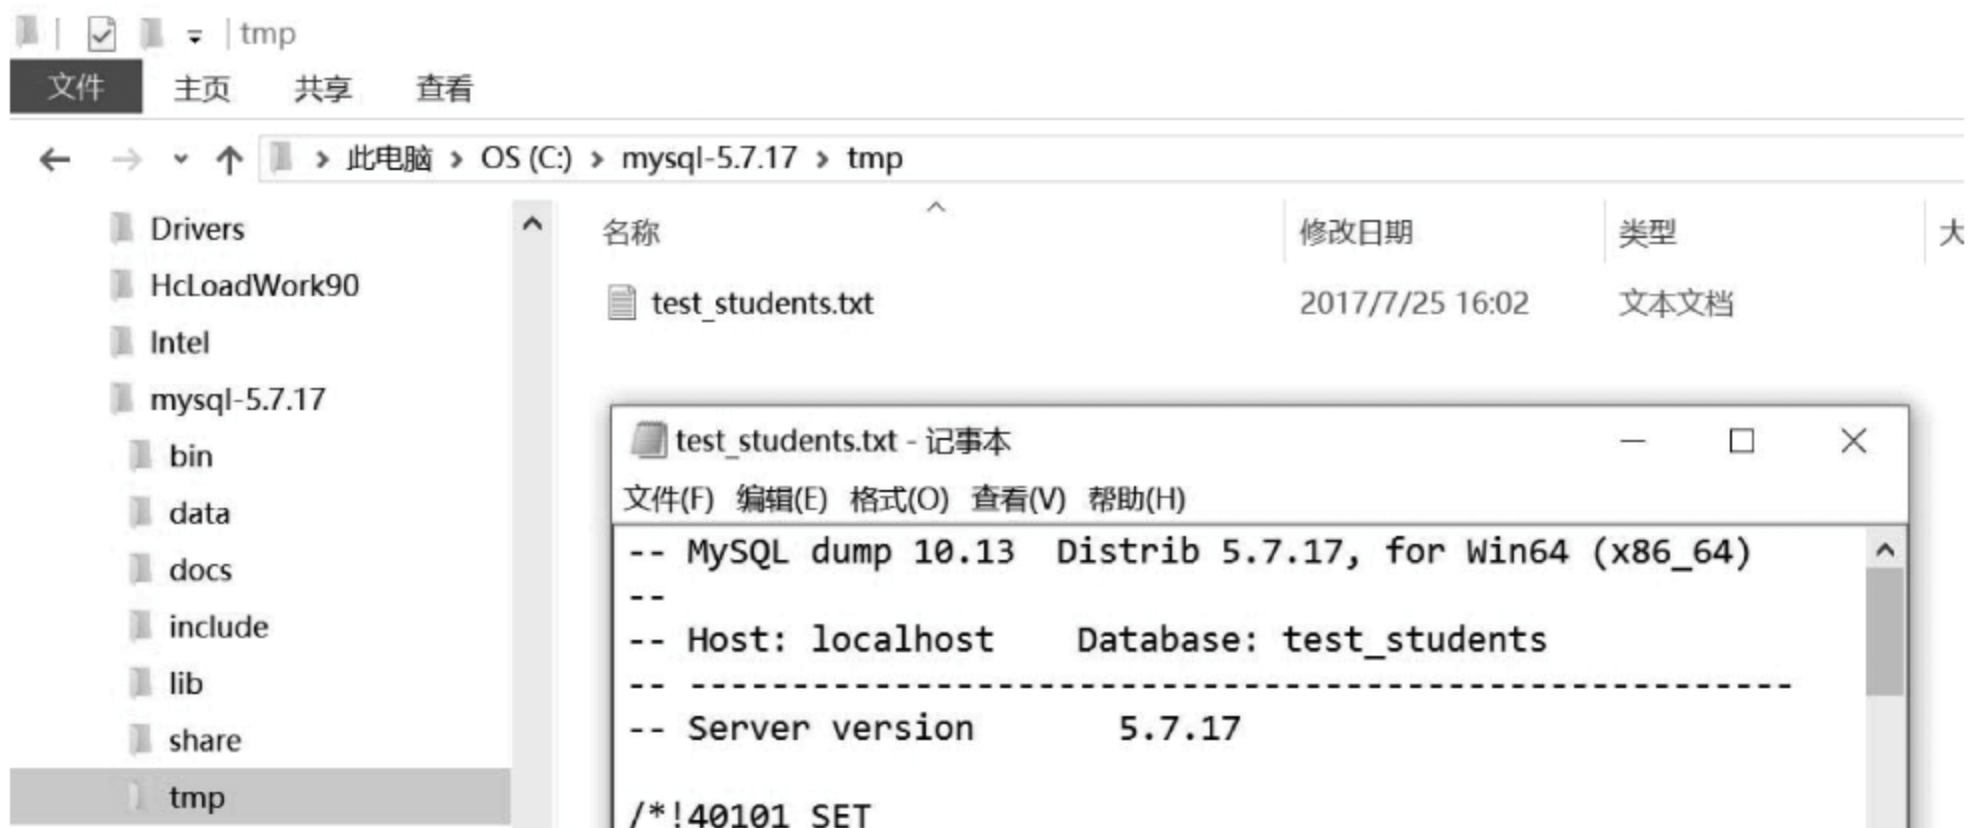 tmp
文件 主页 共享 查看
此电脑 > OS (C:) > mysql-5.7.17 > tmp
Drivers
HcLoadWork90
Intel
mysql-5.7.17
bin
data
docs
include
lib
share
tmp
名称 修改日期 类型 大
test_students.txt 2017/7/25 16:02 文本文档
test_students.txt - 记事本
文件(F) 编辑(E) 格式(O) 查看(V) 帮助(H)
-- MySQL dump 10.13  Distrib 5.7.17, for Win64 (x86_64)
--
-- Host: localhost    Database: test_students
-- ------------------------------------------------------
-- Server version       5.7.17
/*!40101 SET